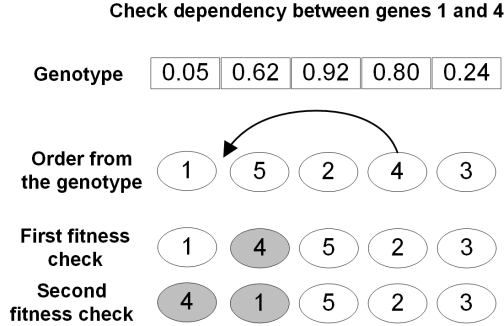 Check dependency between genes 1 and 4
Genotype 0.05 0.62 0.92 0.80 0.24
Order from
the genotype 1 5 2 4 3
First fitness
check 1 4 5 2 3
Second
fitness check 4 1 5 2 3